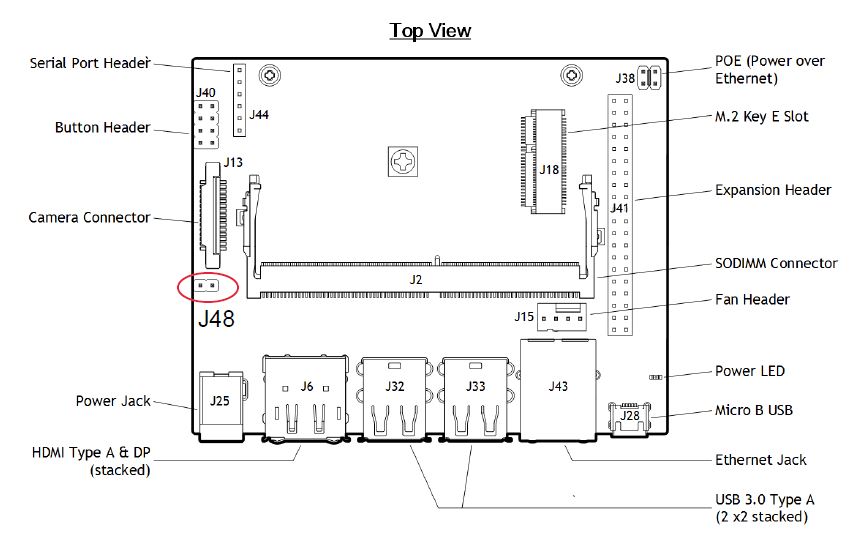 Top View
Serial Port Header
J40
J44
Button Header
J13
Camera Connector
J48
Power Jack
J25
HDMI Type A & DP
(stacked)
J6
J32
J33
J43
J28
J2
J15
J18
J41
J38
POE (Power over
Ethernet)
M.2 Key E Slot
Expansion Header
SODIMM Connector
Fan Header
Power LED
Micro B USB
Ethernet Jack
USB 3.0 Type A
(2 x2 stacked)